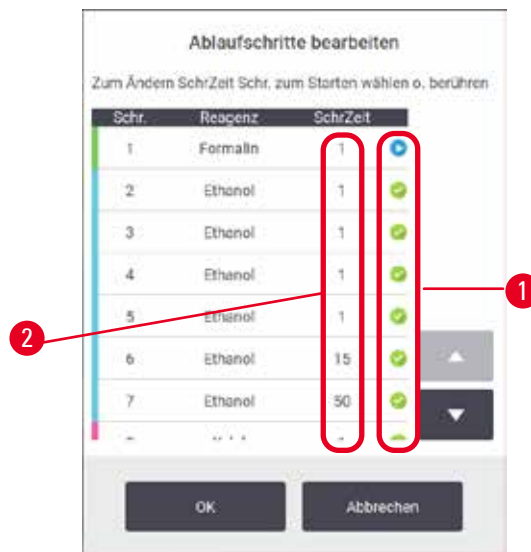 Ablaufschritte bearbeiten
Zum Ändern SchrZeit Schr. zum Starten wählen o. berühren
Schr. Reagenz SchrZeit
1 Formalin 1
2 Ethanol 1
3 Ethanol 1
4 Ethanol 1
5 Ethanol 1
6 Ethanol 15
7 Ethanol 50
1
2
OK Abbrechen